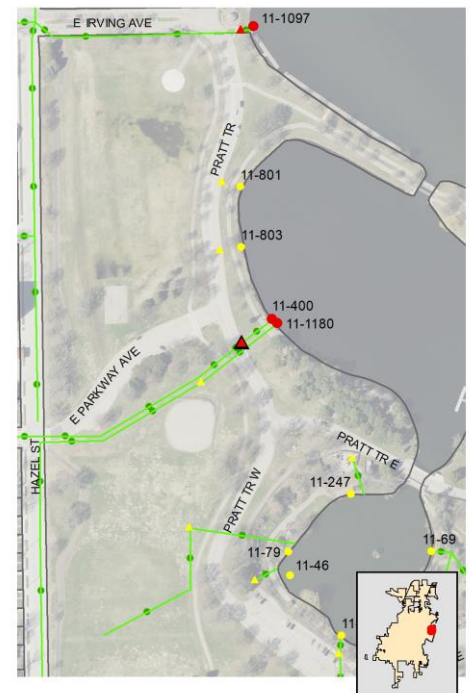 E IRVING AVE
11-1097
PRATT TR
11-801
11-803
11-400
11-1180
E PARKWAY AVE
HAZEL ST
PRATT TR E
11-247
PRATT TR W
11-79
11-69
11-46
11
E